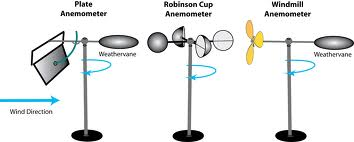 Plate
Anemometer
Robinson Cup
Anemometer
Windmill
Anemometer
Weathervane
Weathervane
Wind Direction